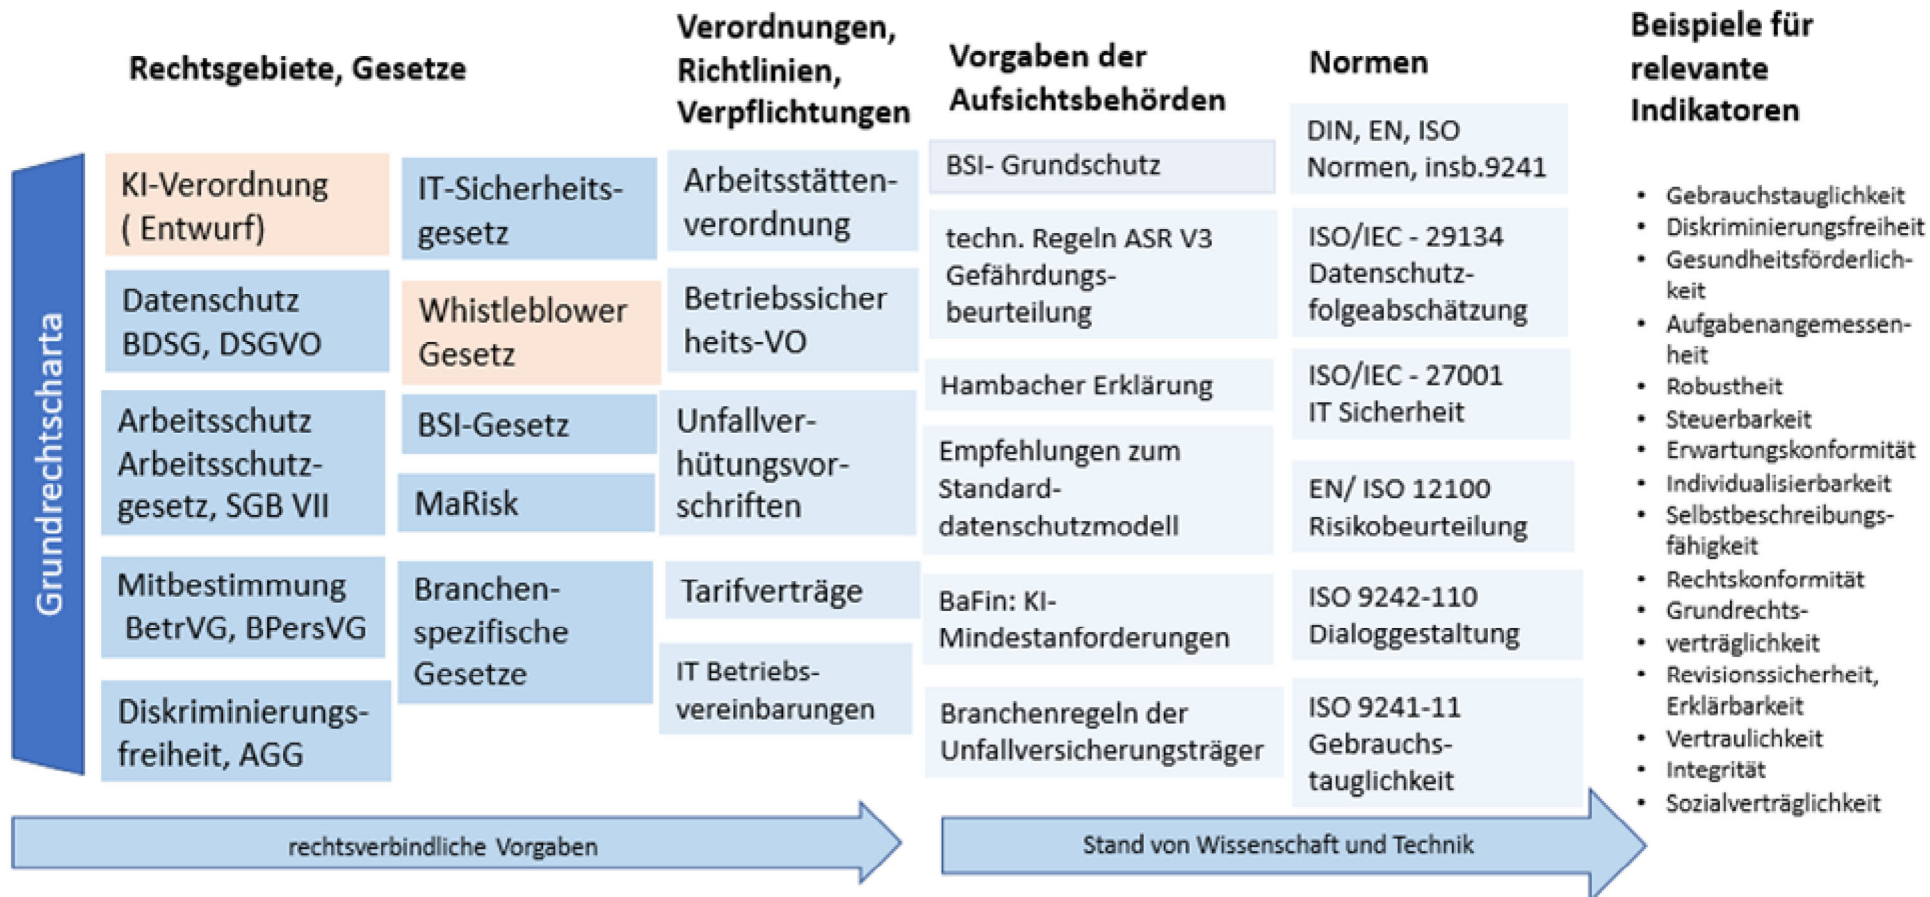 Rechtsgebiete, Gesetze
Grundrechtscharta
KI-Verordnung
( Entwurf)
Datenschutz
BDSG, DSGVO
Arbeitsschutz
Arbeitsschutz-
gesetz, SGB VII
Mitbestimmung
BetrVG, BPersVG
Diskriminierungs-
freiheit, AGG
IT-Sicherheits-
gesetz
Whistleblower
Gesetz
BSI-Gesetz
MaRisk
Branchen-
spezifische
Gesetze
Verordnungen,
Richtlinien,
Verpflichtungen
Arbeitsstätten-
verordnung
Betriebssicher
heits-VO
Unfallver-
hütungsvor-
schriften
Tarifverträge
IT Betriebs-
vereinbarungen
Vorgaben der
Aufsichtsbehörden
BSI- Grundschutz
techn. Regeln ASR V3
Gefährdungs-
beurteilung
Hambacher Erklärung
Empfehlungen zum
Standard-
datenschutzmodell
BaFin: KI-
Mindestanforderungen
Branchenregeln der
Unfallversicherungsträger
Normen
DIN, EN, ISO
Normen, insb.9241
ISO/IEC - 29134
Datenschutz-
folgeabschätzung
ISO/IEC - 27001
IT Sicherheit
EN/ ISO 12100
Risikobeurteilung
ISO 9242-110
Dialoggestaltung
ISO 9241-11
Gebrauchs-
tauglichkeit
Beispiele für
relevante
Indikatoren
• Gebrauchstauglichkeit
• Diskriminierungsfreiheit
• Gesundheitsförderlich-
keit
• Aufgabenangemessen-
heit
• Robustheit
• Steuerbarkeit
• Erwartungskonformität
• Individualisierbarkeit
• Selbstbeschreibungs-
fähigkeit
• Rechtskonformität
• Grundrechts-
• verträglichkeit
• Revisionssicherheit,
Erklärbarkeit
• Vertraulichkeit
• Integrität
• Sozialverträglichkeit
rechtsverbindliche Vorgaben
Stand von Wissenschaft und Technik